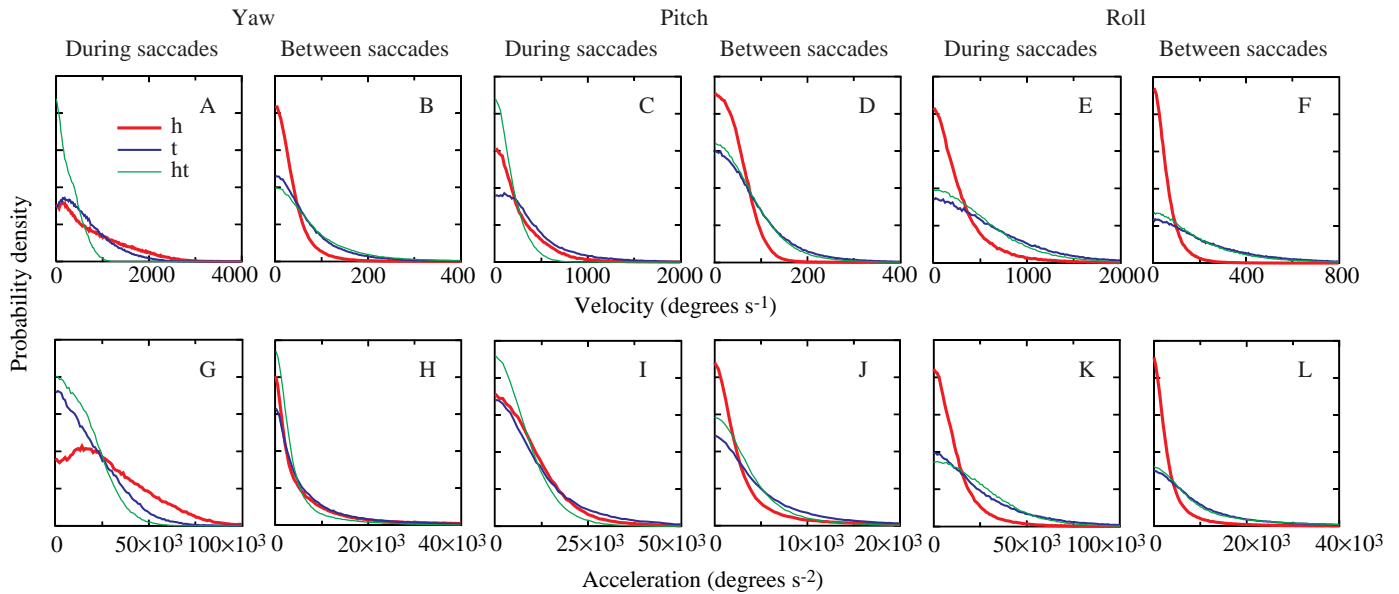 Yaw Pitch Roll
During saccades Between saccades During saccades Between saccades During saccades Between saccades
A B C D E F
h
t
ht
0 2000 4000 0 200 400 0 1000 2000 0 100 400 0 1000 2000 0 400 800
Velocity (degrees s-1)
Probability density
G H I J K L
0 50×10³ 100×10³ 0 20×10³ 40×10³ 0 25×10³ 50×10³ 0 10×10³ 20×10³ 0 50×10³ 100×10³ 0 20×10³ 40×10³
Acceleration (degrees s-2)